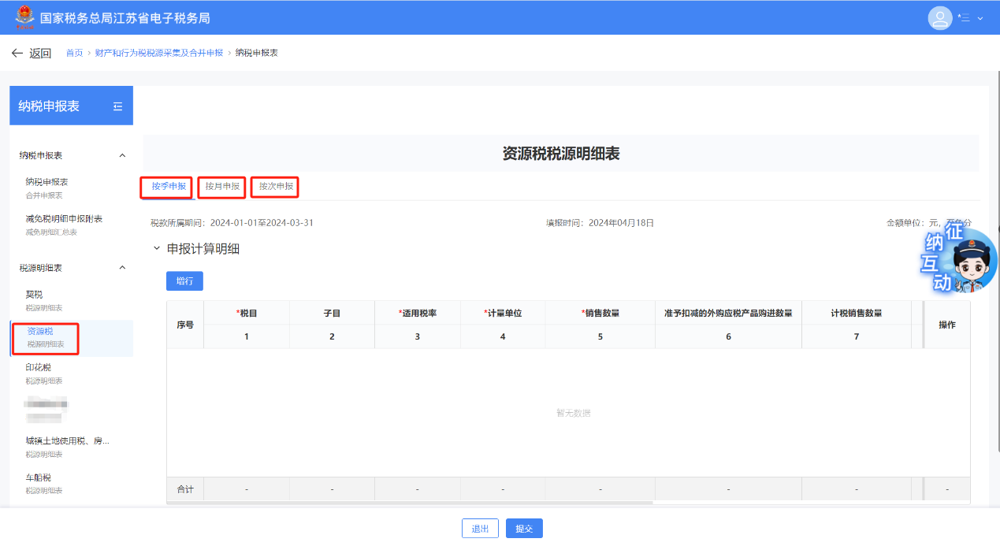 国家税务总局江苏省电子税务局
*三
返回 首页 > 财产和行为税税源采集及合并申报 > 纳税申报表
纳税申报表
纳税申报表
纳税申报表
合并申报表
减免税明细申报附表
减免明细汇总表
税源明细表
契税
税源明细表
资源税
税源明细表
印花税
税源明细表
城镇土地使用税、房...
税源明细表
车船税
税源明细表
资源税税源明细表
按季申报 按月申报 按次申报
税款所属期间：2024-01-01至2024-03-31 填报时间：2024年04月18日 金额单位：元，至角分
征纳互动
申报计算明细
增行
序号 *税目 子目 *适用税率 *计量单位 *销售数量 准予扣减的外购应税产品购进数量 计税销售数量 操作
1 2 3 4 5 6 7
暂无数据
合计 - - - - - - - -
退出 提交